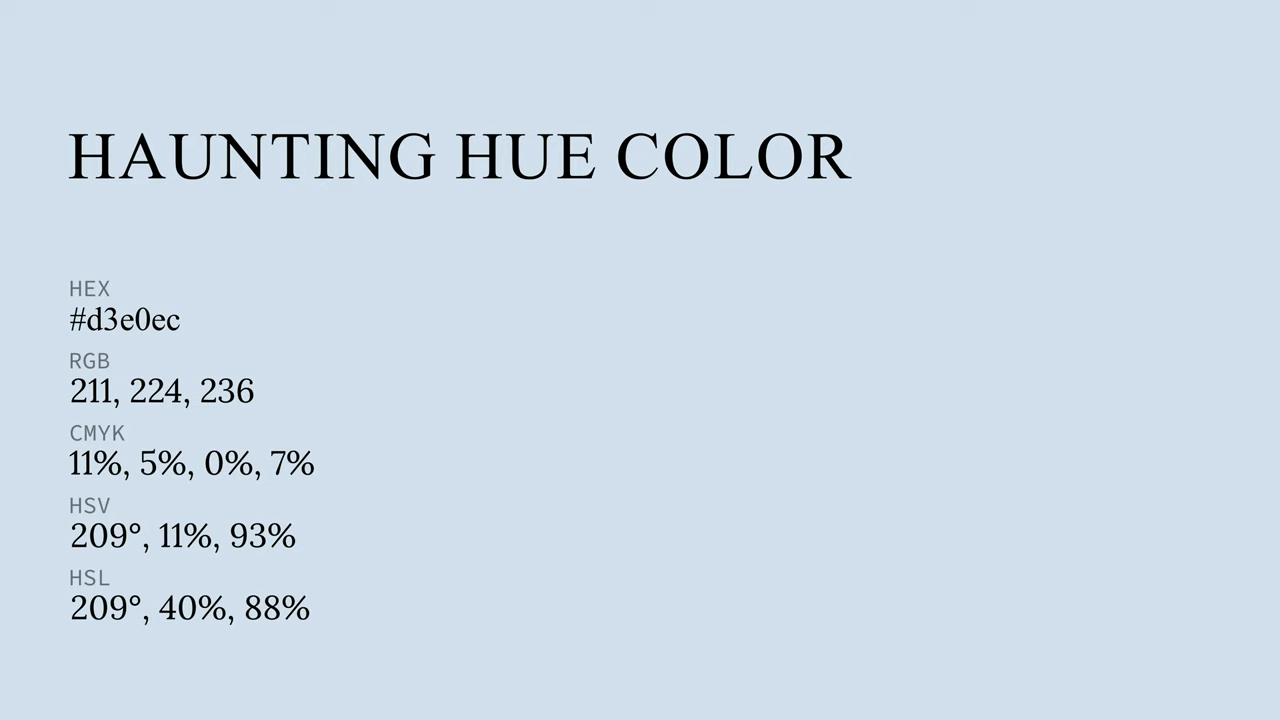 HAUNTING HUE COLOR
HEX
#d3e0ec
RGB
211, 224, 236
CMYK
11%, 5%, 0%, 7%
HSV
209°, 11%, 93%
HSL
209°, 40%, 88%